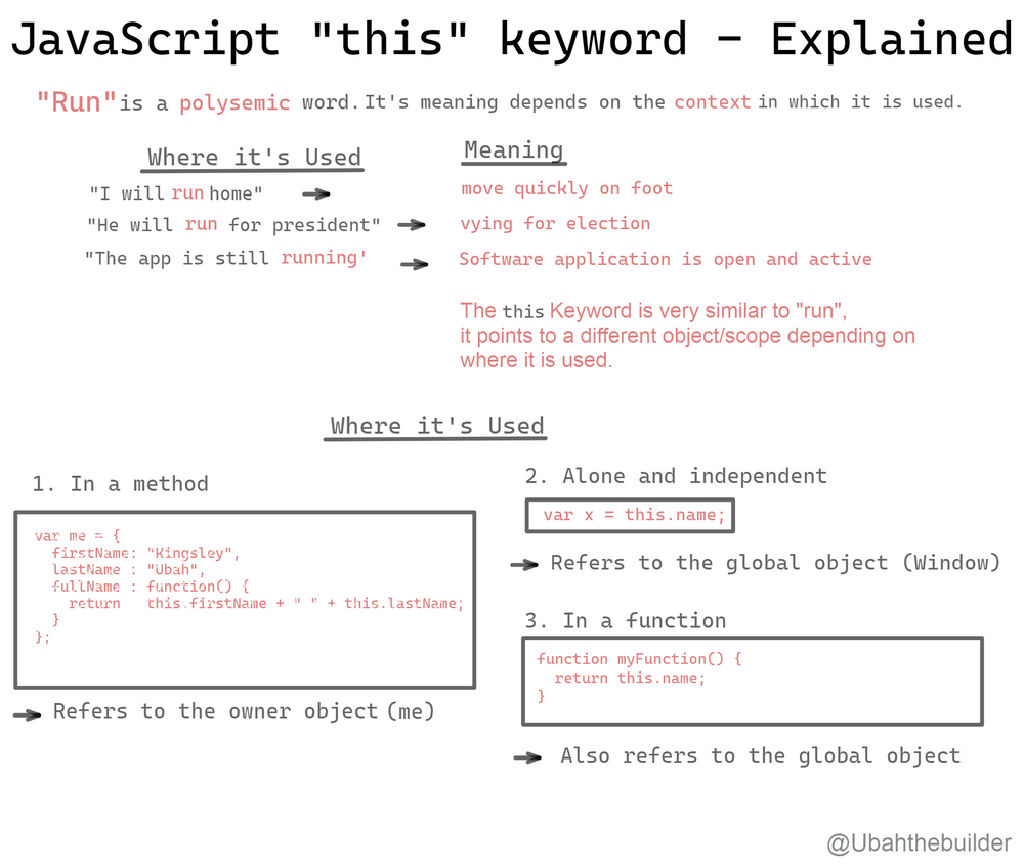 JavaScript "this" keyword - Explained
"Run" is a polysemic word. It's meaning depends on the context in which it is used.
Where it's Used
Meaning
"I will run home"
move quickly on foot
"He will run for president"
vying for election
"The app is still running'
Software application is open and active
The this Keyword is very similar to "run",
it points to a different object/scope depending on
where it is used.
Where it's Used
1. In a method
var me = {
firstName: "Kingsley",
lastName : "Ubah",
fullName : function() {
return this.firstName + " " + this.lastName;
}
};
Refers to the owner object (me)
2. Alone and independent
var x = this.name;
Refers to the global object (Window)
3. In a function
function myFunction() {
return this.name;
}
Also refers to the global object
@Ubahthebuilder